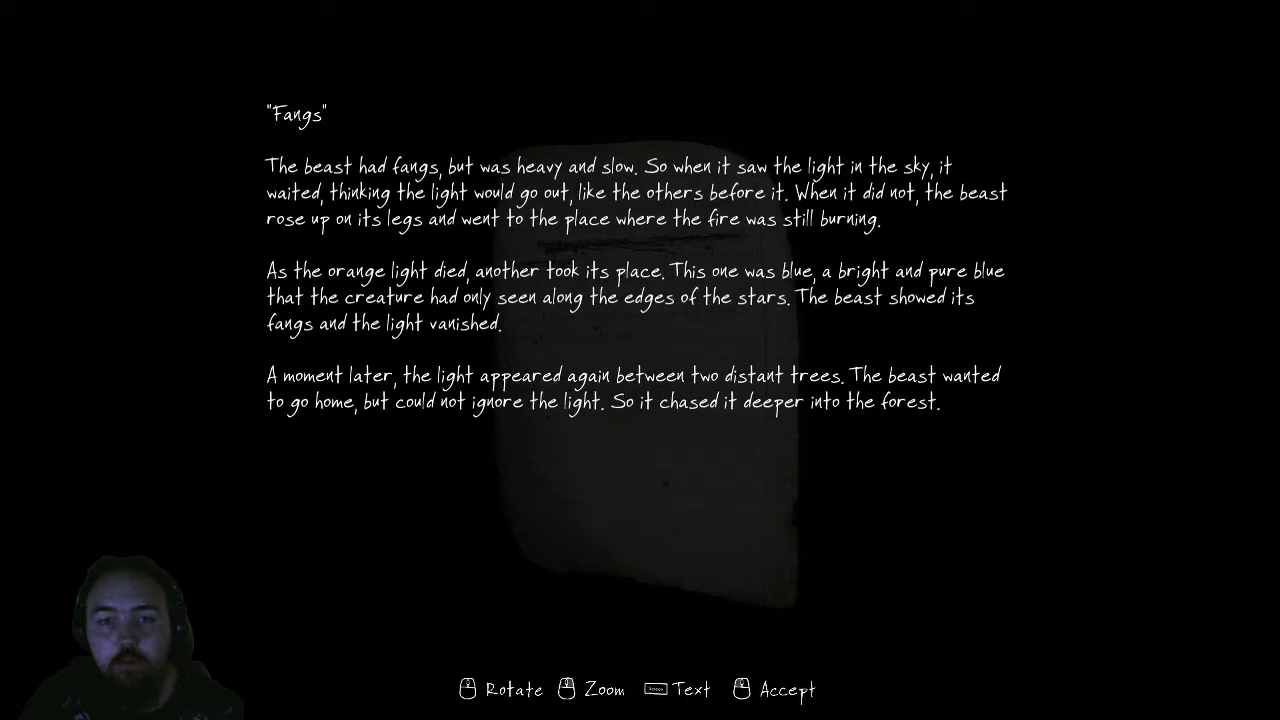 "Fangs"
The beast had fangs, but was heavy and slow. So when it saw the light in the sky, it
waited, thinking the light would go out, like the others before it. When it did not, the beast
rose up on its legs and went to the place where the fire was still burning.
As the orange light died, another took its place. This one was blue, a bright and pure blue
that the creature had only seen along the edges of the stars. The beast showed its
fangs and the light vanished.
A moment later, the light appeared again between two distant trees. The beast wanted
to go home, but could not ignore the light. So it chased it deeper into the forest.
Rotate Zoom Text Accept